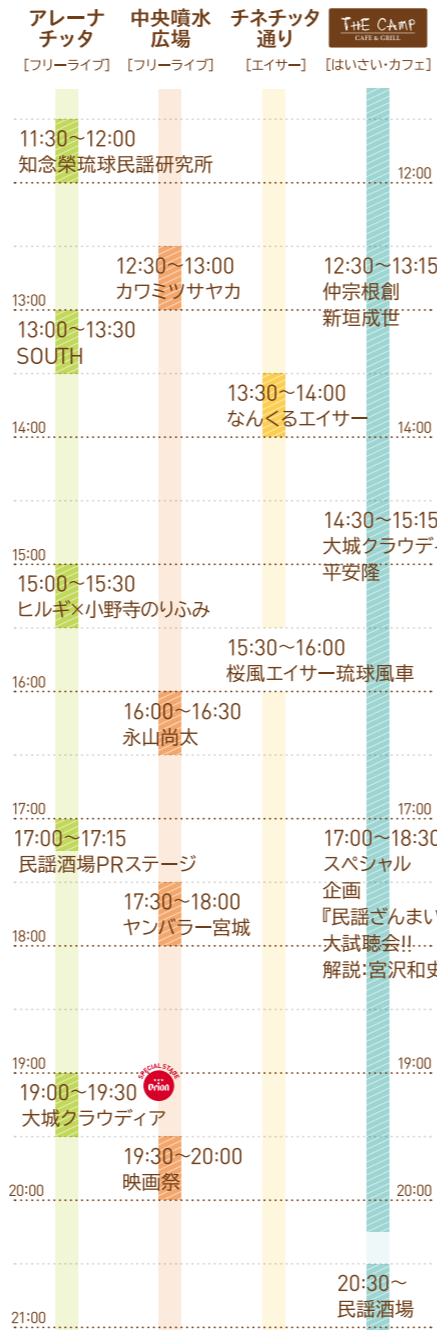 アレーナ
チッタ
[フリーライブ]
中央噴水
広場
[フリーライブ]
チネチッタ
通り
[エイサー]
THE CAMP
CAFE & GRILL
[はいさい・カフェ]
11:30〜12:00
知念榮琉球民謡研究所
12:00
12:30〜13:00
カワミツサヤカ
12:30〜13:15
仲宗根創
新垣成世
13:00
13:00〜13:30
SOUTH
13:30〜14:00
なんくるエイサー
14:00
14:00
14:30〜15:15
大城クラウディ
平安隆
15:00
15:00〜15:30
ヒルギ×小野寺のりふみ
15:30〜16:00
桜風エイサー琉球風車
16:00
16:00〜16:30
永山尚太
17:00
17:00
17:00〜17:15
民謡酒場PRステージ
17:00〜18:30
スペシャル
企画
『民謡ざんまい
大試聴会!!
解説:宮沢和史
17:30〜18:00
ヤンバラー宮城
18:00
19:00
19:00
SPECIAL STAGE
Orion
19:00〜19:30
大城クラウディア
19:30〜20:00
映画祭
20:00
20:00
20:30〜
民謡酒場
21:00